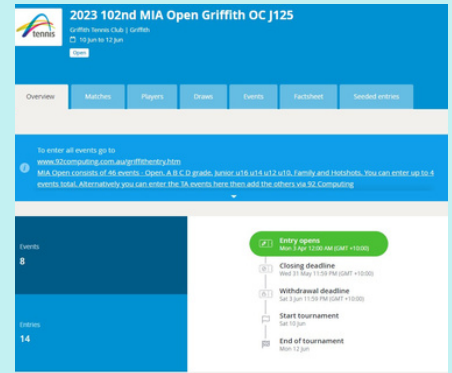 tennis
2023 102nd MIA Open Griffith OC J125
Griffith Tennis Club | Griffith
10 Jun to 12 Jun
Open
Overview
Matches
Players
Draws
Events
Factsheet
Seeded entries
To enter all events go to
www.92computing.com.au/griffithentry.htm
MIA Open consists of 46 events - Open, A B C D grade, Junior u16 u14 u12 u10, Family and Hotshots. You can enter up to 4
events total. Alternatively you can enter the TA events here then add the others via 92 Computing
Events
8
Entries
14
Entry opens
Mon 3 Apr 12:00 AM (GMT +10:00)
Closing deadline
Wed 31 May 11:59 PM (GMT +10:00)
Withdrawal deadline
Sat 3 Jun 11:59 PM (GMT +10:00)
Start tournament
Sat 10 Jun
End of tournament
Mon 12 Jun